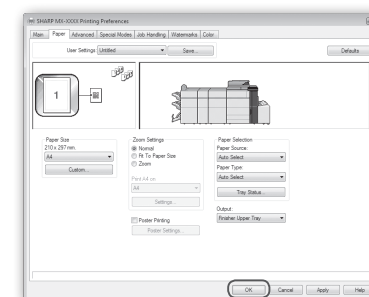 SHARP MX-XXXX Printing Preferences
Main Paper Advanced Special Modes Job Handling Watermarks Color
User Settings: Untitled Save... Defaults
1
Paper Size
210 x 297 mm.
A4
Custom...
Zoom Settings
Normal
Fit To Paper Size
Zoom
Print A4 on
A4
Settings...
Poster Printing
Poster Settings...
Paper Selection
Paper Source:
Auto Select
Paper Type:
Auto Select
Tray Status...
Output:
Finisher Upper Tray
OK Cancel Apply Help